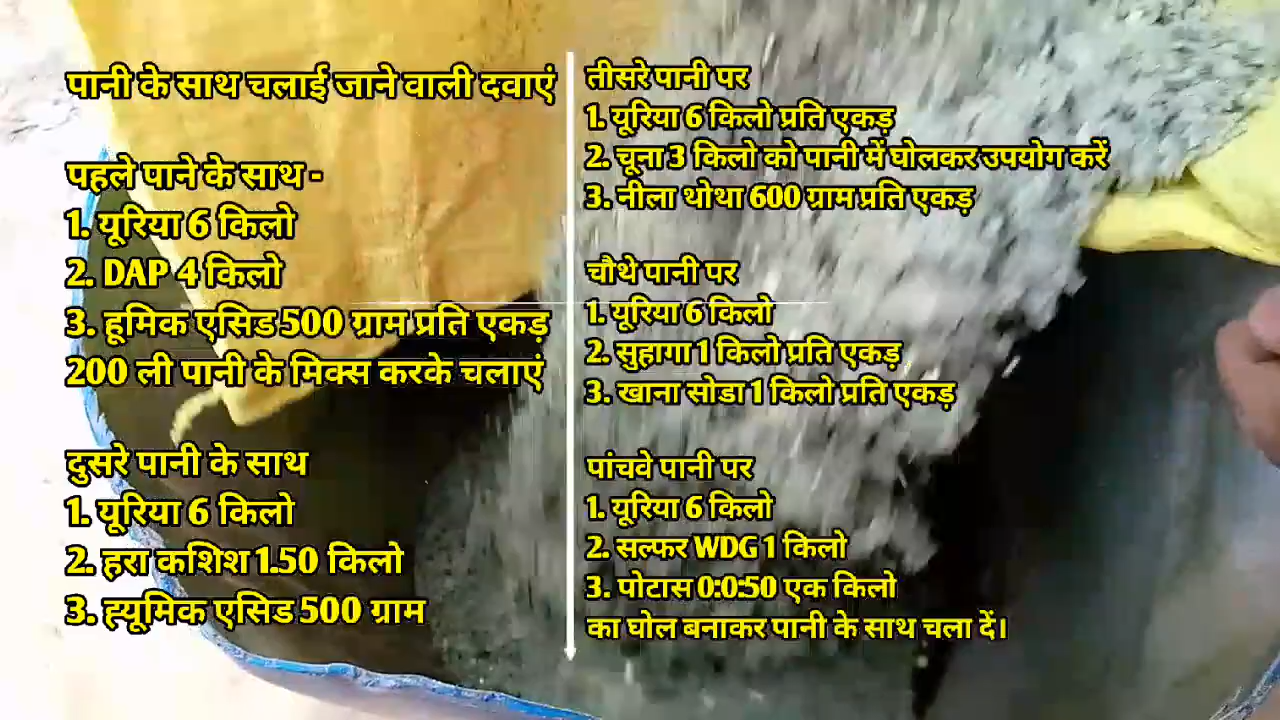 पानी के साथ चलाई जाने वाली दवाएं
पहले पाने के साथ -
1. यूरिया 6 किलो
2. DAP 4 किलो
3. हूमिक एसिड 500 ग्राम प्रति एकड़
200 ली पानी के मिक्स करके चलाएं
दुसरे पानी के साथ
1. यूरिया 6 किलो
2. हरा कशिश 1.50 किलो
3. ह्यूमिक एसिड 500 ग्राम
तीसरे पानी पर
1. यूरिया 6 किलो प्रति एकड़
2. चूना 3 किलो को पानी में घोलकर उपयोग करें
3. नीला थोथा 600 ग्राम प्रति एकड़
चौथे पानी पर
1. यूरिया 6 किलो
2. सुहागा 1 किलो प्रति एकड़
3. खाना सोडा 1 किलो प्रति एकड़
पांचवे पानी पर
1. यूरिया 6 किलो
2. सल्फर WDG 1 किलो
3. पोटास 0:0:50 एक किलो
का घोल बनाकर पानी के साथ चला दें।